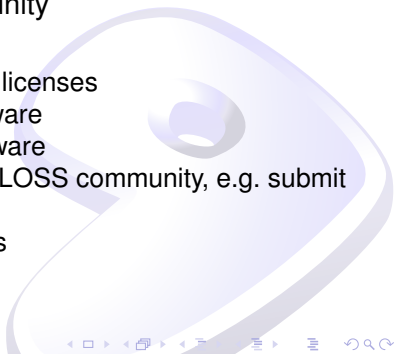 unity
licenses
ware
ware
LOSS community, e.g. submit
s